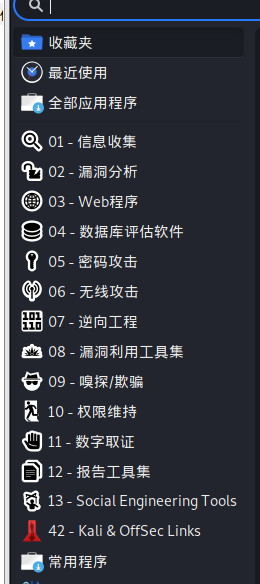 收藏夹
最近使用
全部应用程序
01 - 信息收集
02 - 漏洞分析
03 - Web程序
04 - 数据库评估软件
05 - 密码攻击
06 - 无线攻击
07 - 逆向工程
08 - 漏洞利用工具集
09 - 嗅探/欺骗
10 - 权限维持
11 - 数字取证
12 - 报告工具集
13 - Social Engineering Tools
42 - Kali & OffSec Links
常用程序